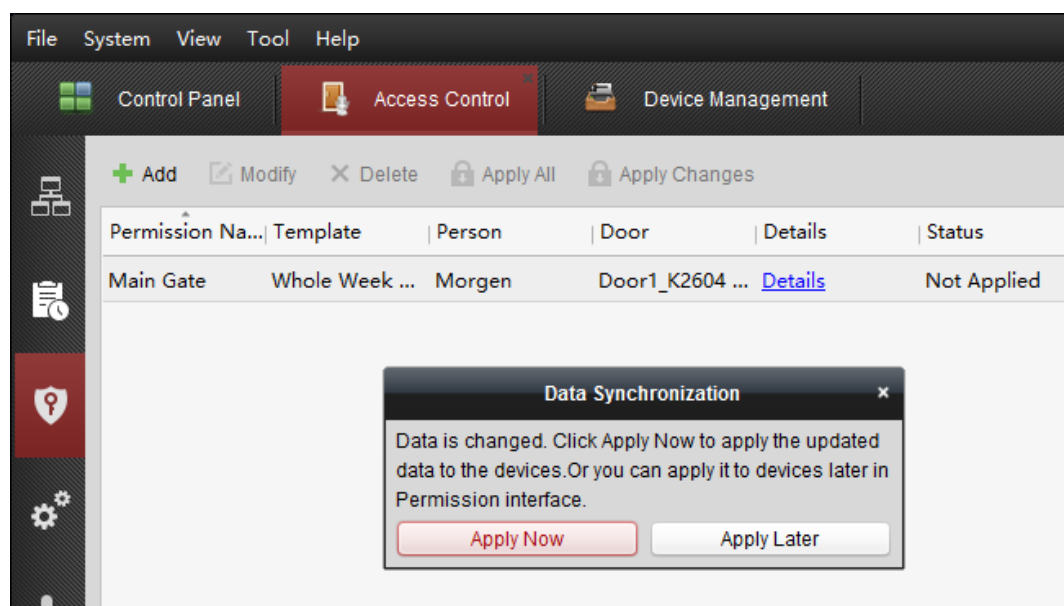 File System View Tool Help
Control Panel Access Control Device Management
Add Modify Delete Apply All Apply Changes
Permission Na... Template Person Door Details Status
Main Gate Whole Week ... Morgen Door1_K2604 ... Details Not Applied
Data Synchronization
Data is changed. Click Apply Now to apply the updated
data to the devices.Or you can apply it to devices later in
Permission interface.
Apply Now Apply Later